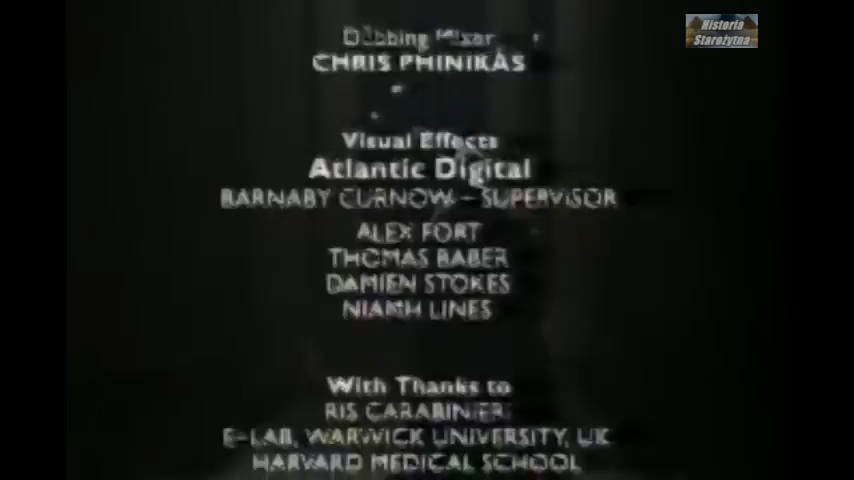 Historia
Starożytna
Dubbing Mixer
CHRIS PHINIKAS
Visual Effects
Atlantic Digital
BARNABY CURNOW – SUPERVISOR
ALEX FORT
THOMAS BABER
DAMIEN STOKES
NIAMH LINES
With Thanks to
RIS CARABINIERI
E-LAB, WARWICK UNIVERSITY, UK
HARVARD MEDICAL SCHOOL